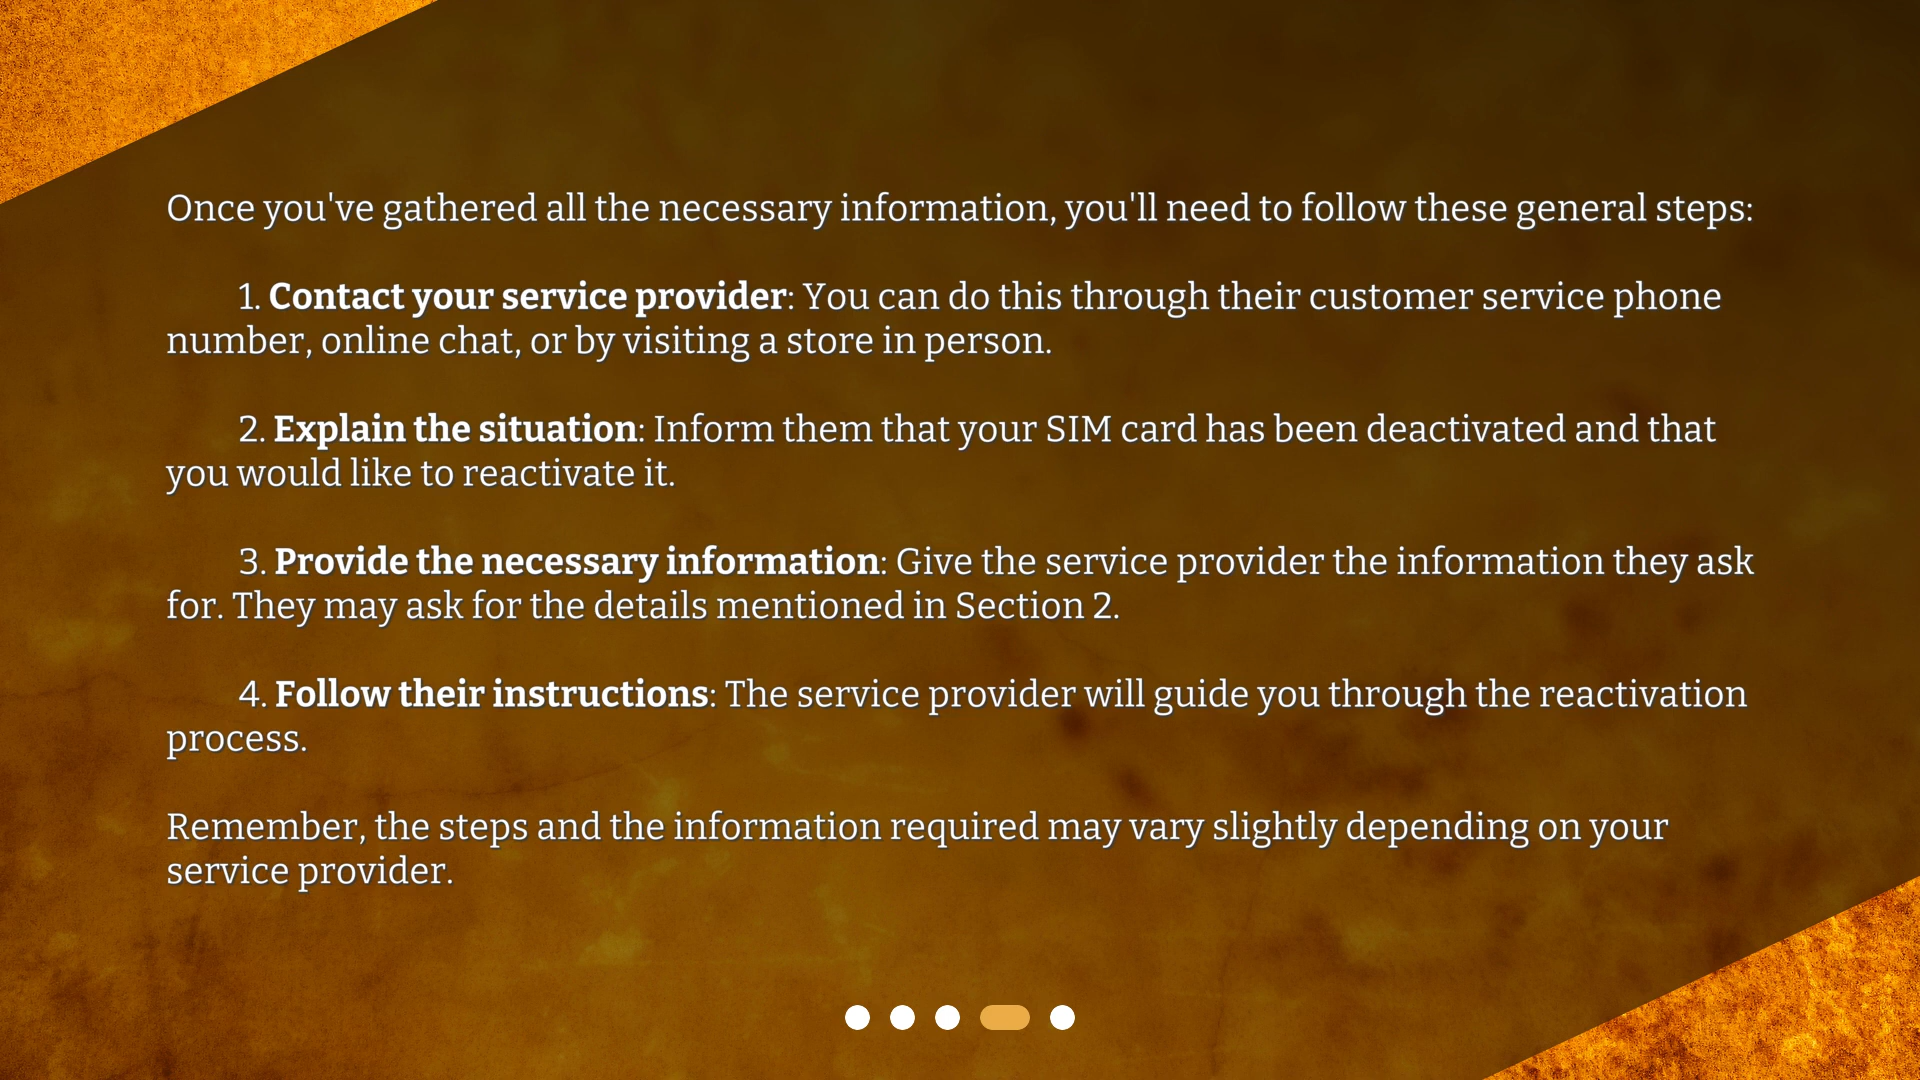 Once you've gathered all the necessary information, you'll need to follow these general steps:
1. Contact your service provider: You can do this through their customer service phone
number, online chat, or by visiting a store in person.
2. Explain the situation: Inform them that your SIM card has been deactivated and that
you would like to reactivate it.
3. Provide the necessary information: Give the service provider the information they ask
for. They may ask for the details mentioned in Section 2.
4. Follow their instructions: The service provider will guide you through the reactivation
process.
Remember, the steps and the information required may vary slightly depending on your
service provider.